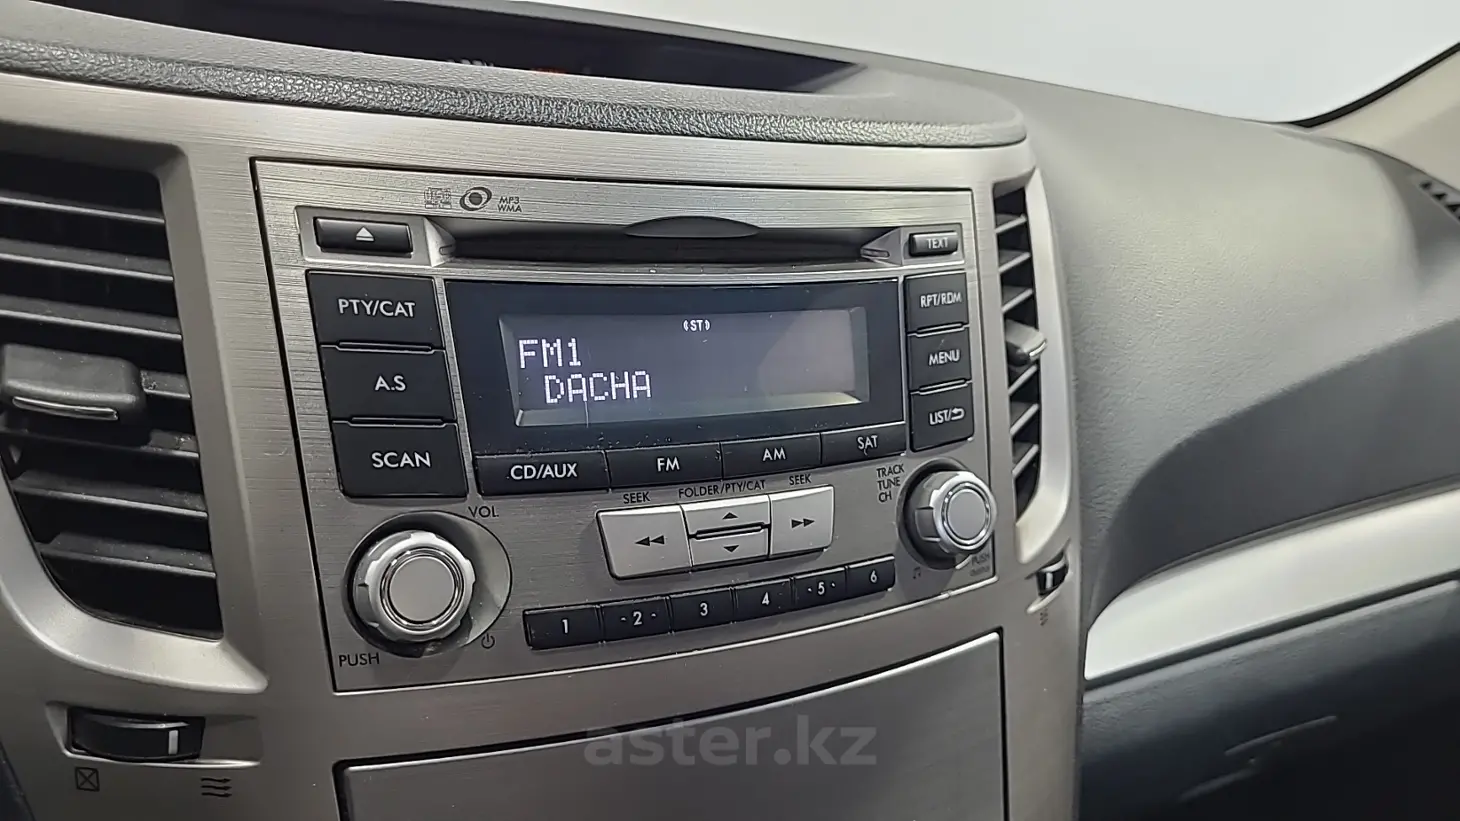 MP3
WMA
TEXT
PTY/CAT
RPT/RDM
(ST)
FM1
DACHA
A.S
MENU
LIST/
SCAN
CD/AUX
FM
AM
SAT
VOL
SEEK
FOLDER/PTY/CAT
SEEK
TRACK
TUNE
CH
1
2
3
4
5
6
PUSH
PUSH
aster.kz